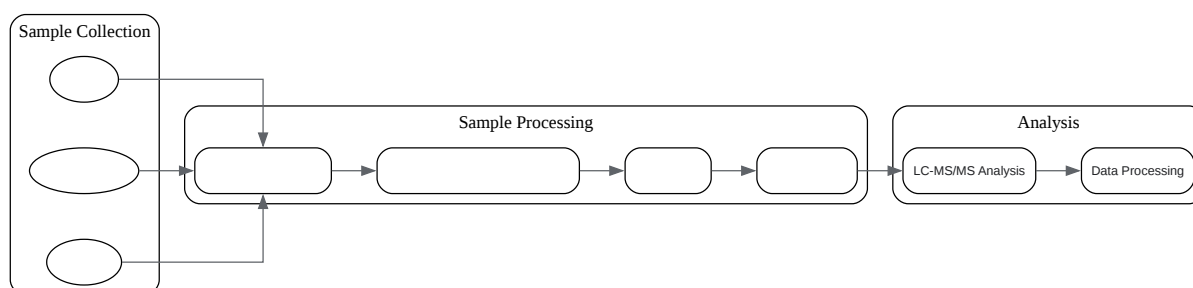 Sample Collection
Sample Processing
Analysis
LC-MS/MS Analysis
Data Processing